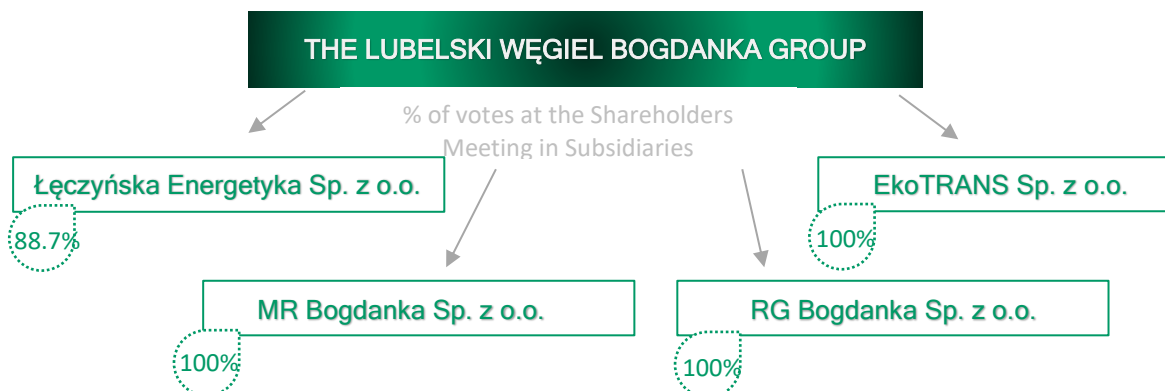 THE LUBELSKI WĘGIEL BOGDANKA GROUP
% of votes at the Shareholders
Meeting in Subsidiaries
Łęczyńska Energetyka Sp. z o.o.
88.7%
EkoTRANS Sp. z o.o.
100%
MR Bogdanka Sp. z o.o.
100%
RG Bogdanka Sp. z o.o.
100%